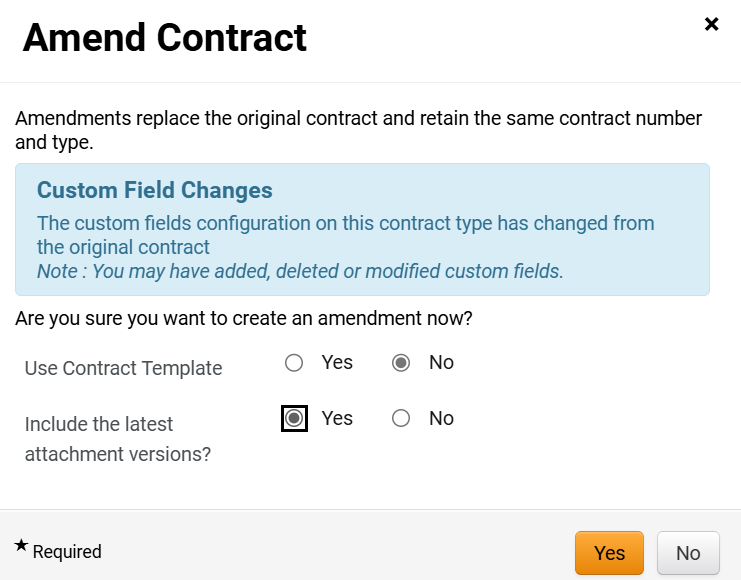 Amend Contract
×
Amendments replace the original contract and retain the same contract number
and type.
Custom Field Changes
The custom fields configuration on this contract type has changed from
the original contract
Note : You may have added, deleted or modified custom fields.
Are you sure you want to create an amendment now?
Use Contract Template Yes No
Include the latest Yes No
attachment versions?
★ Required Yes No